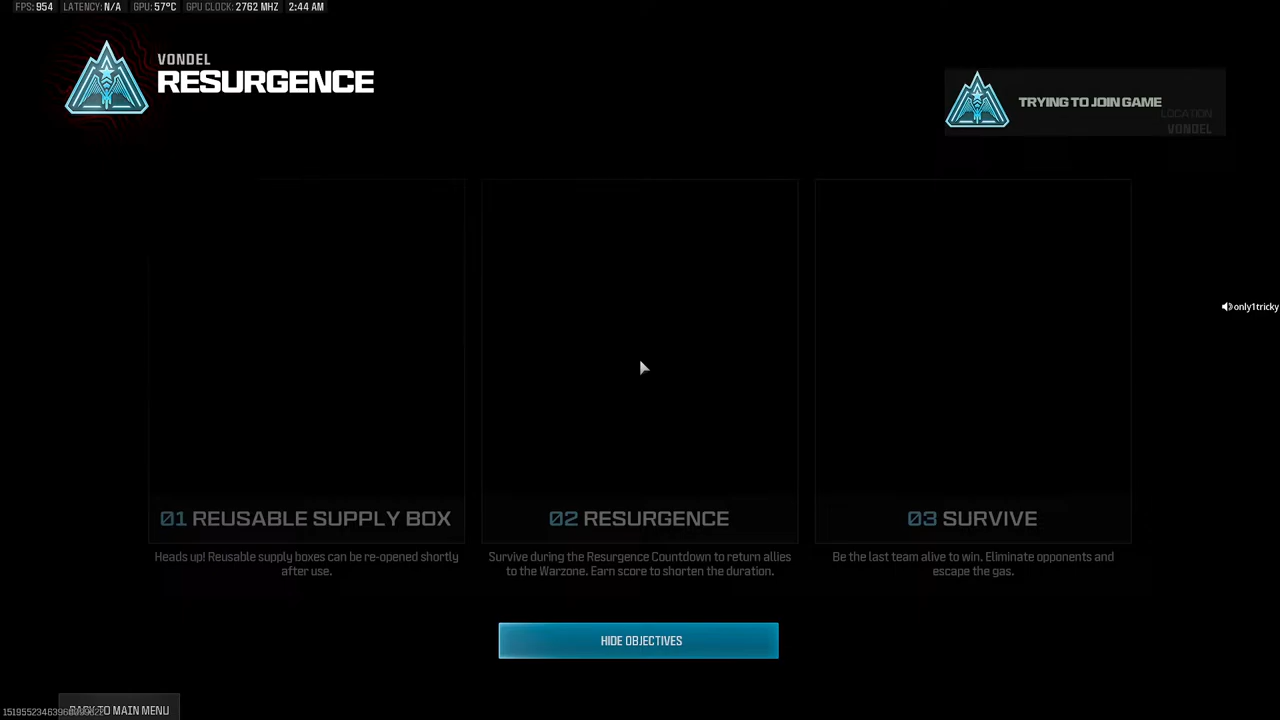 FPS: 954 LATENCY: N/A GPU: 57°C GPU CLOCK: 2762 MHZ 2:44 AM
VONDEL
RESURGENCE
TRYING TO JOIN GAME
LOCATION
VONDEL
only1tricky
01 REUSABLE SUPPLY BOX
Heads up! Reusable supply boxes can be re-opened shortly
after use.
02 RESURGENCE
Survive during the Resurgence Countdown to return allies
to the Warzone. Earn score to shorten the duration.
03 SURVIVE
Be the last team alive to win. Eliminate opponents and
escape the gas.
HIDE OBJECTIVES
BACK TO MAIN MENU